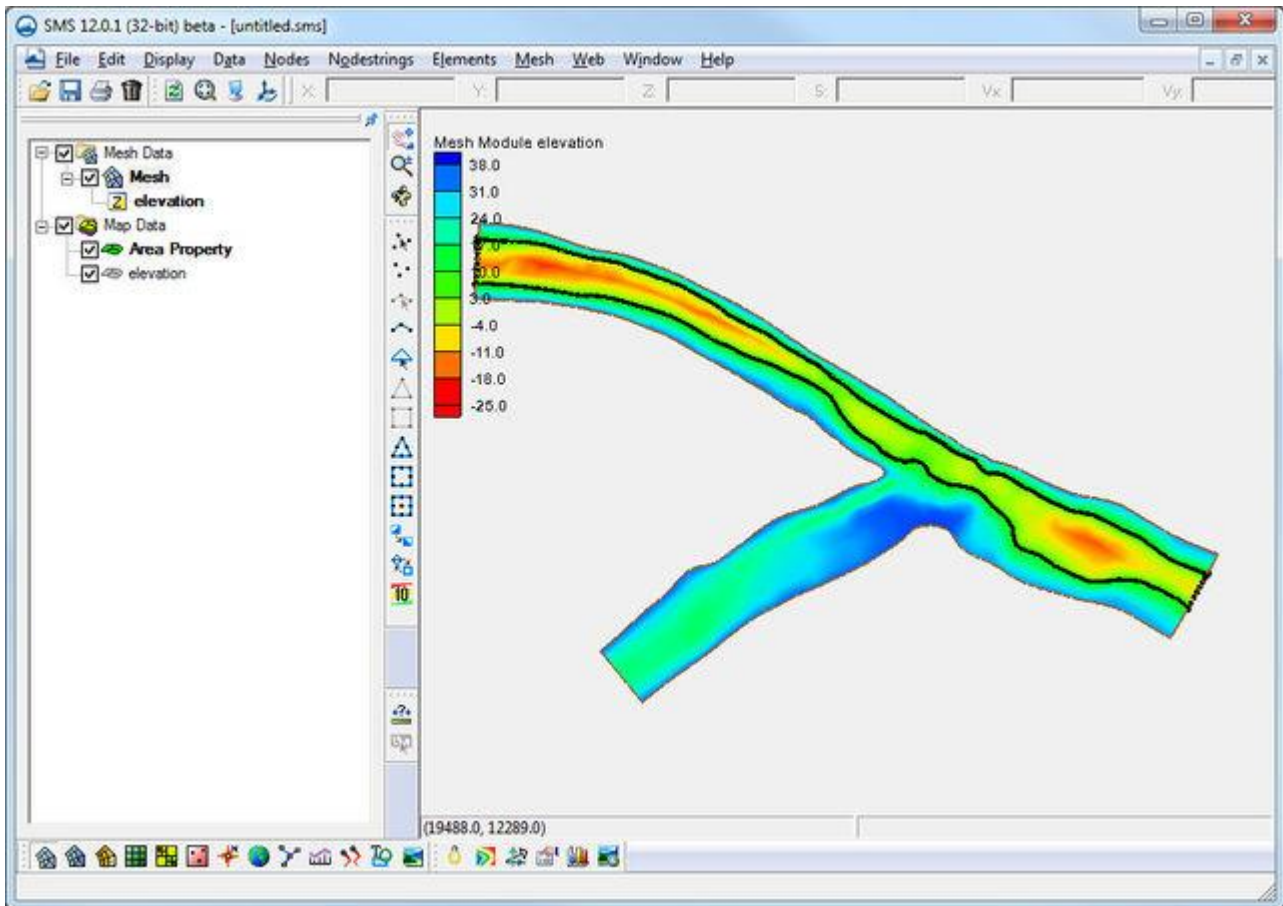 SMS 12.0.1 (32-bit) beta - [untitled.sms]
File Edit Display Data Nodes Nodestrings Elements Mesh Web Window Help
X: Y: Z: S: Vx: Vy:
Mesh Data
Mesh
Z elevation
Map Data
Area Property
elevation
Mesh Module elevation
38.0
31.0
24.0
3.0
-4.0
-11.0
-18.0
-25.0
10
(19488.0, 12289.0)